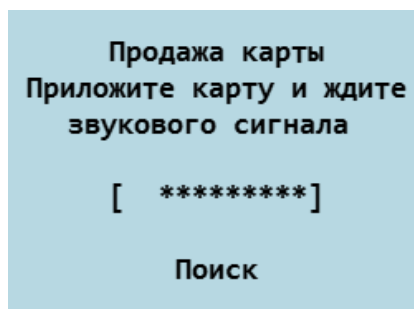 Продажа карты
Приложите карту и ждите
звукового сигнала
[  *********]
Поиск